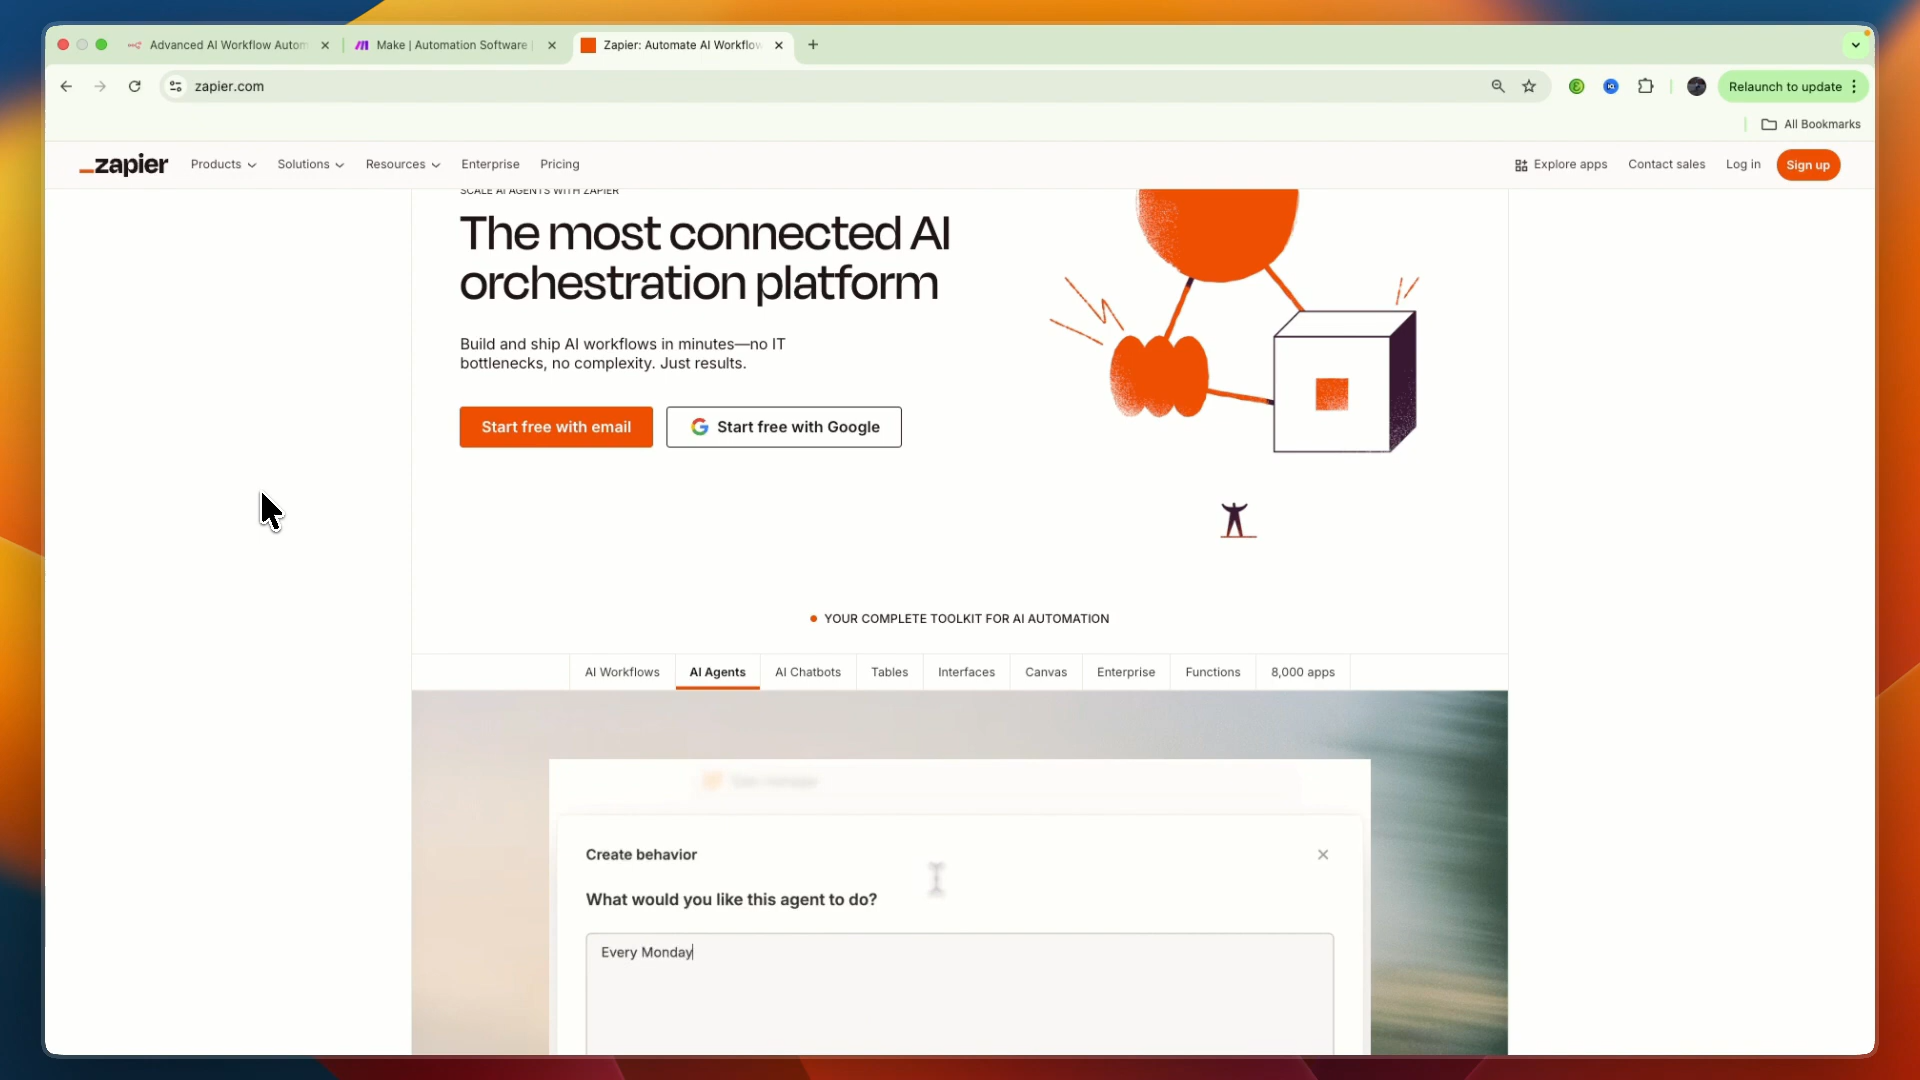 Advanced AI Workflow Autom
Make | Automation Software
Zapier: Automate AI Workflow
zapier.com
Relaunch to update
All Bookmarks
zapier
Products
Solutions
Resources
Enterprise
Pricing
Explore apps
Contact sales
Log in
Sign up
SCALE AI AGENTS WITH ZAPIER
The most connected AI
orchestration platform
Build and ship AI workflows in minutes—no IT
bottlenecks, no complexity. Just results.
Start free with email
Start free with Google
YOUR COMPLETE TOOLKIT FOR AI AUTOMATION
AI Workflows
AI Agents
AI Chatbots
Tables
Interfaces
Canvas
Enterprise
Functions
8,000 apps
Create behavior
What would you like this agent to do?
Every Monday